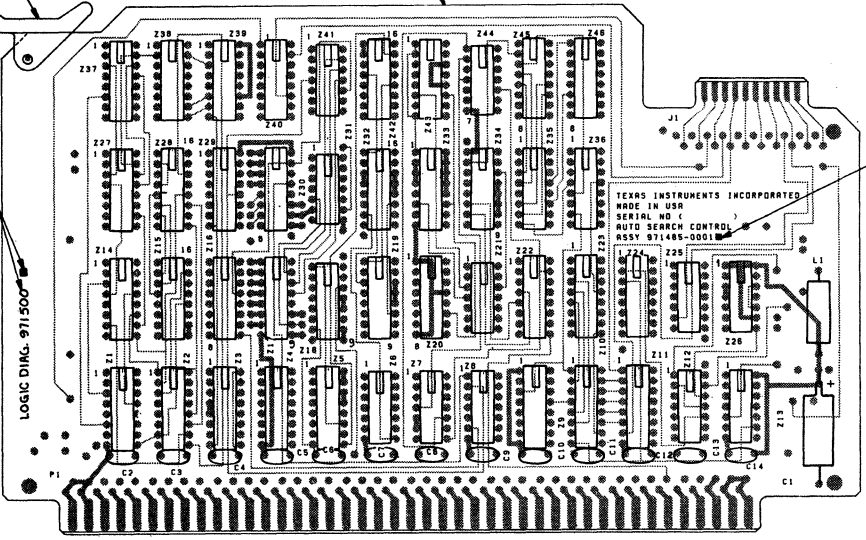 Z37 Z38 Z39 Z40 Z41 Z42 Z43 Z44 Z45 Z46
J1
Z27 Z28 Z29 Z30 Z31 Z32 Z33 Z34 Z35 Z36
TEXAS INSTRUMENTS INCORPORATED
MADE IN USA
SERIAL NO ( )
AUTO SEARCH CONTROL
ASSY 971485-0001
Z14 Z15 Z16 Z17 Z18 Z19 Z20 Z21 Z22 Z23 Z24 Z25 Z26 L1
LOGIC DIAG. 971500
Z1 Z2 Z3 Z4 Z5 Z6 Z7 Z8 Z9 Z10 Z11 Z12 Z13
P1 C2 C3 C4 C5 C6 C7 C8 C9 C10 C11 C12 C13 C14 C1